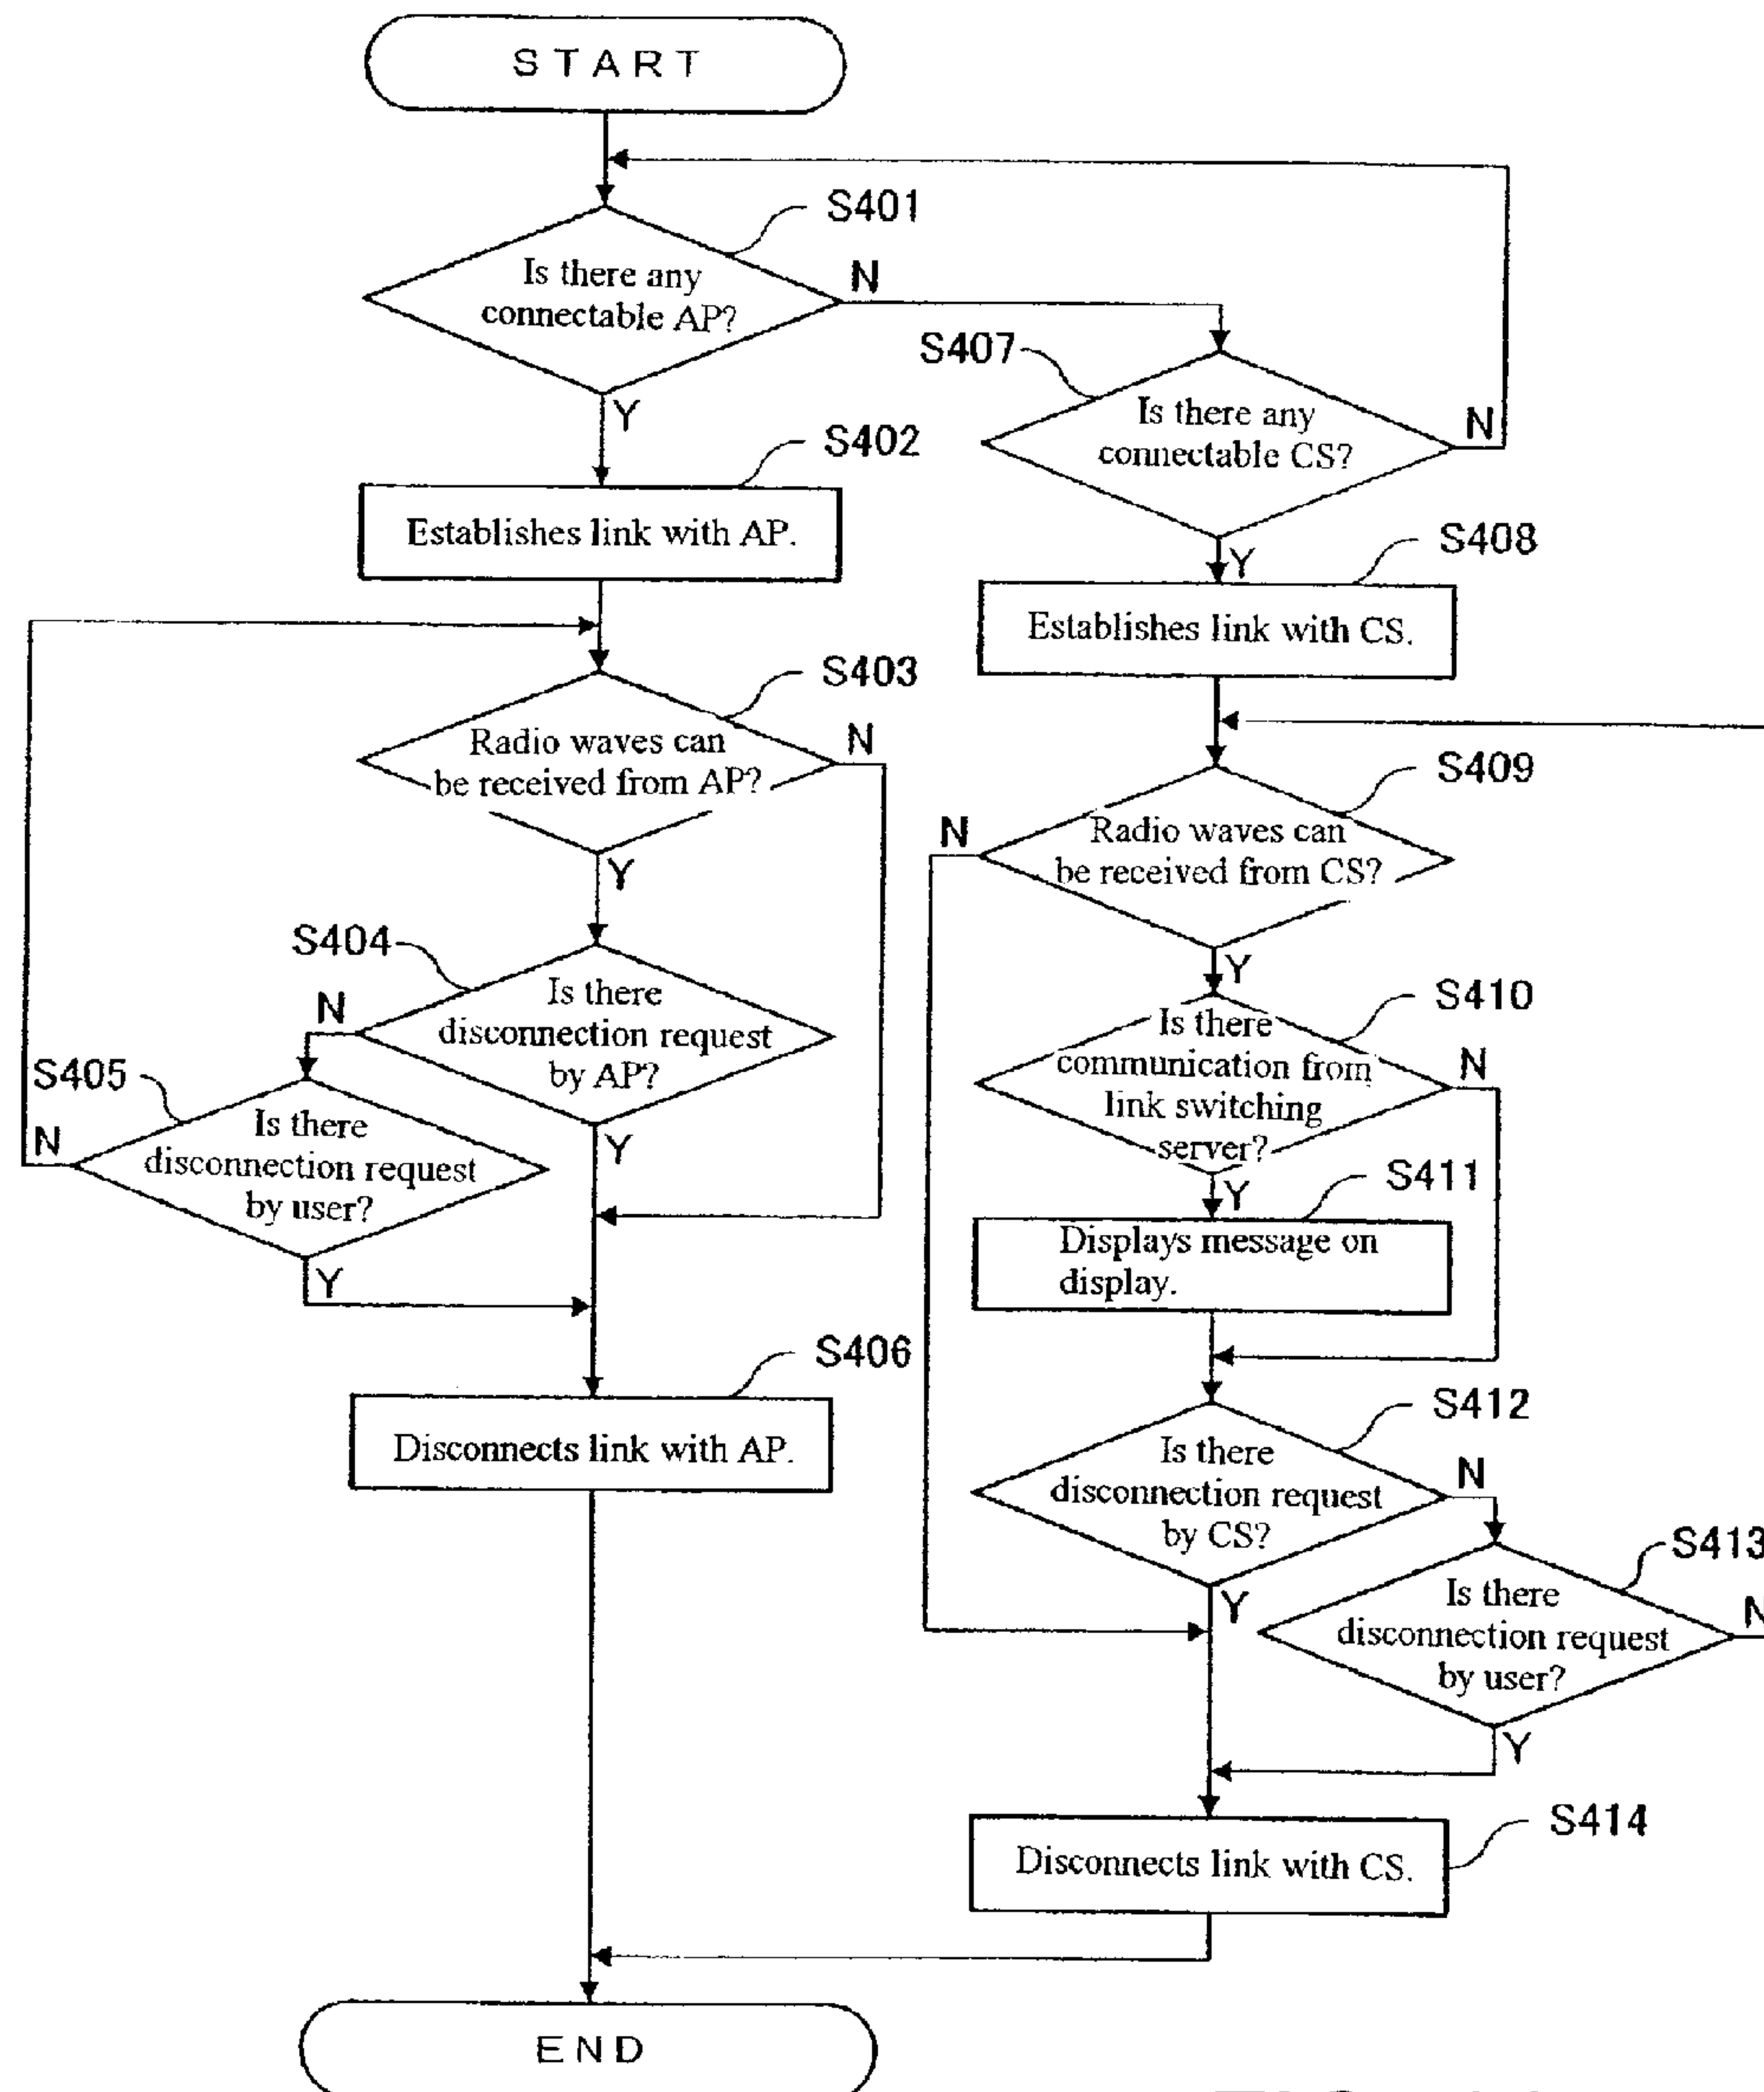 START
S401
Is there any
connectable AP?
N
Y
S402
Establishes link with AP.
S403
Radio waves can
be received from AP?
N
Y
S404
Is there
disconnection request
by AP?
N
Y
S405
Is there
disconnection request
by user?
N
Y
S406
Disconnects link with AP.
S407
Is there any
connectable CS?
N
Y
S408
Establishes link with CS.
S409
Radio waves can
be received from CS?
N
Y
S410
Is there
communication from
link switching
server?
N
Y
S411
Displays message on
display.
S412
Is there
disconnection request
by CS?
N
Y
S413
Is there
disconnection request
by user?
N
Y
S414
Disconnects link with CS.
END